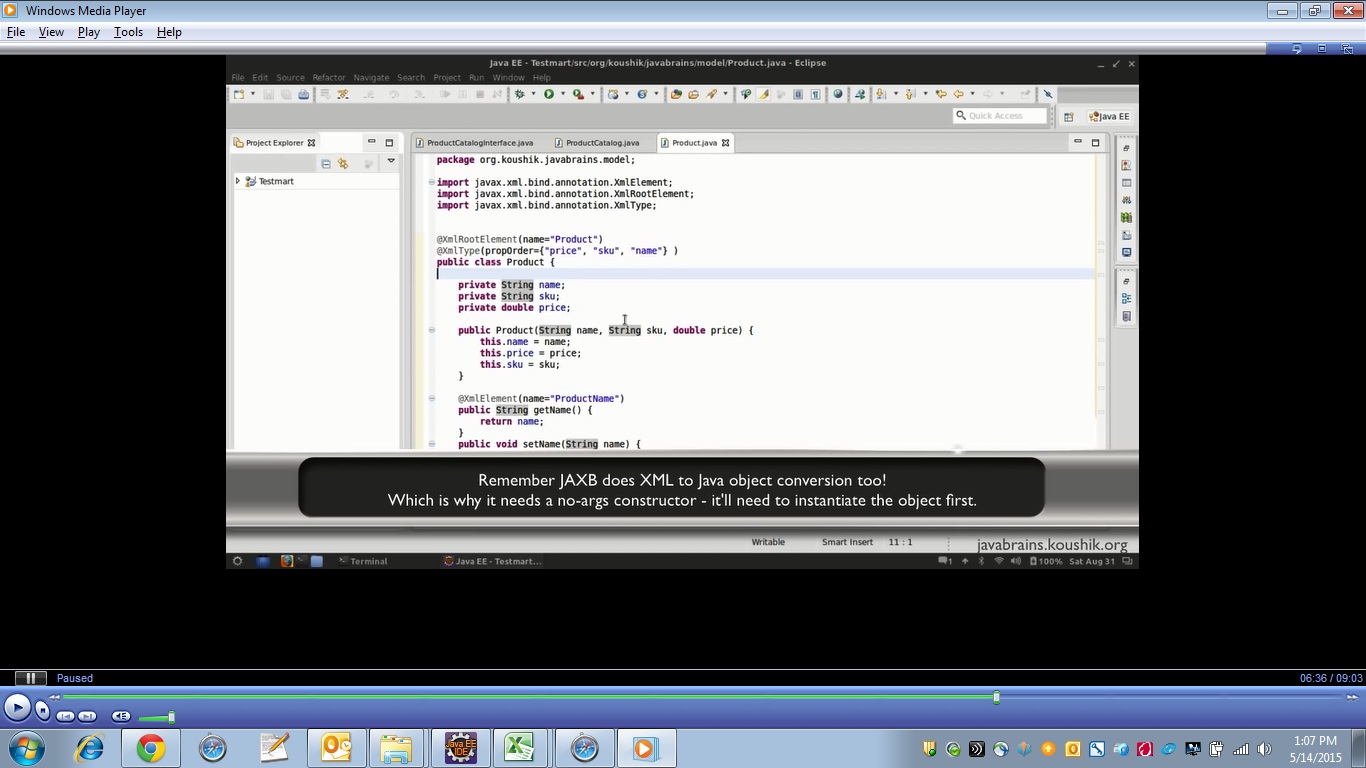 Windows Media Player
File View Play Tools Help
Java EE - Testmart/src/org/koushik/javabrains/model/Product.java - Eclipse
File Edit Source Refactor Navigate Search Project Run Window Help
Quick Access
Java EE
Project Explorer
ProductCatalogInterface.java
ProductCatalog.java
Product.java
Testmart
package org.koushik.javabrains.model;
import javax.xml.bind.annotation.XmlElement;
import javax.xml.bind.annotation.XmlRootElement;
import javax.xml.bind.annotation.XmlType;
@XmlRootElement(name="Product")
@XmlType(propOrder={"price", "sku", "name"} )
public class Product {
private String name;
private String sku;
private double price;
public Product(String name, String sku, double price) {
this.name = name;
this.price = price;
this.sku = sku;
}
@XmlElement(name="ProductName")
public String getName() {
return name;
}
public void setName(String name) {
Remember JAXB does XML to Java object conversion too!
Which is why it needs a no-args constructor - it'll need to instantiate the object first.
Writable
Smart Insert
11 : 1
javabrains.koushik.org
Terminal
Java EE - Testmart...
1
100%
Sat Aug 31
Paused
06:36 / 09:03
Java EE
IDE
1:07 PM
5/14/2015